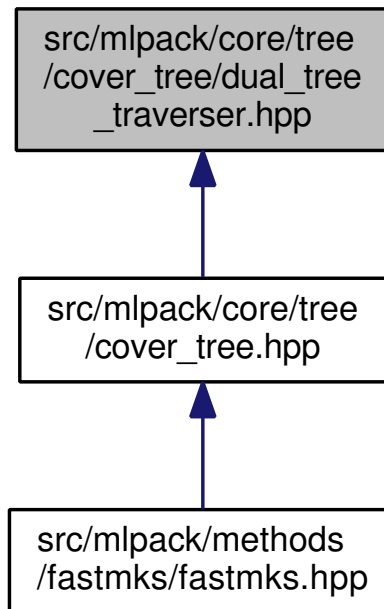 src/mlpack/core/tree
/cover_tree/dual_tree
_traverser.hpp
src/mlpack/core/tree
/cover_tree.hpp
src/mlpack/methods
/fastmks/fastmks.hpp